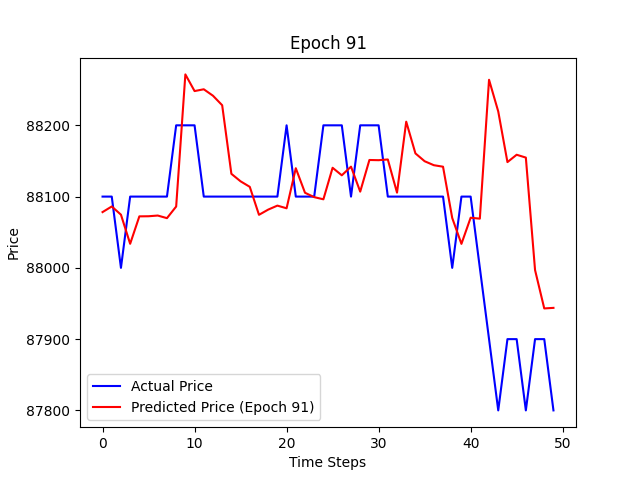 Epoch 91
Price
88200
88100
88000
87900
87800
Actual Price
Predicted Price (Epoch 91)
0 10 20 30 40 50
Time Steps